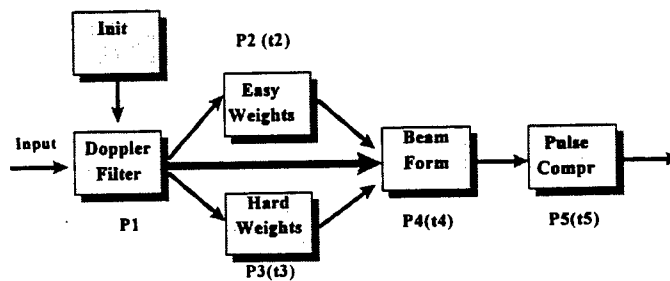 Init
P2 (t2)
Easy
Weights
Input
Doppler
Filter
Beam
Form
Pulse
Compr
Hard
Weights
P1
P4(t4)
P5(t5)
P3(t3)